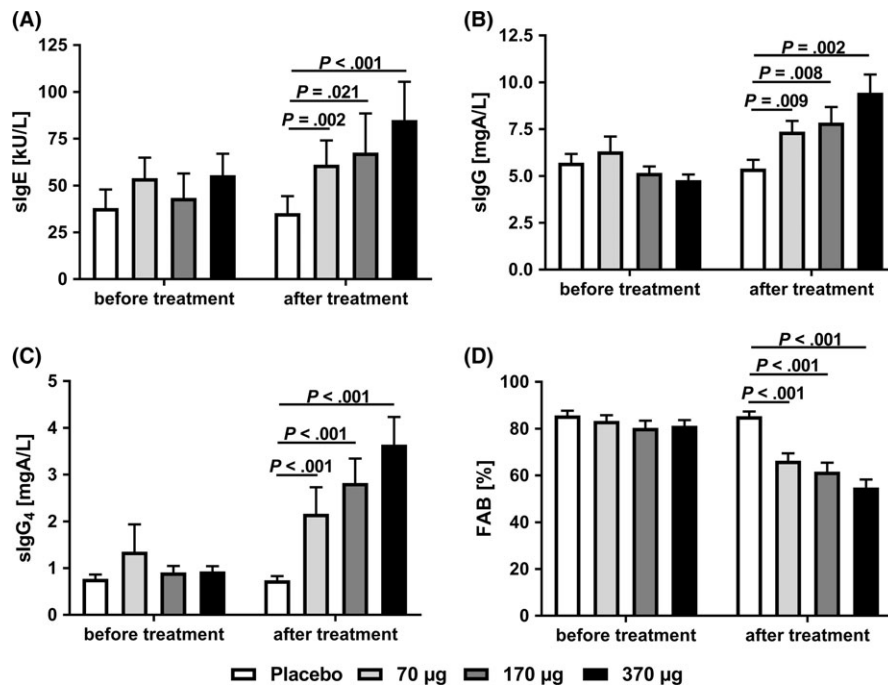 (A)
sIgE [kU/L]
125
100
75
50
25
0
P < .001
P = .021
P = .002
before treatment
after treatment
(B)
sIgG [mgA/L]
12.5
10.0
7.5
5.0
2.5
0.0
P = .002
P = .008
P = .009
before treatment
after treatment
(C)
sIgG₄ [mgA/L]
5
4
3
2
1
0
P < .001
P < .001
P < .001
before treatment
after treatment
(D)
FAB [%]
100
80
60
40
20
0
P < .001
P < .001
P < .001
before treatment
after treatment
Placebo 70 µg 170 µg 370 µg